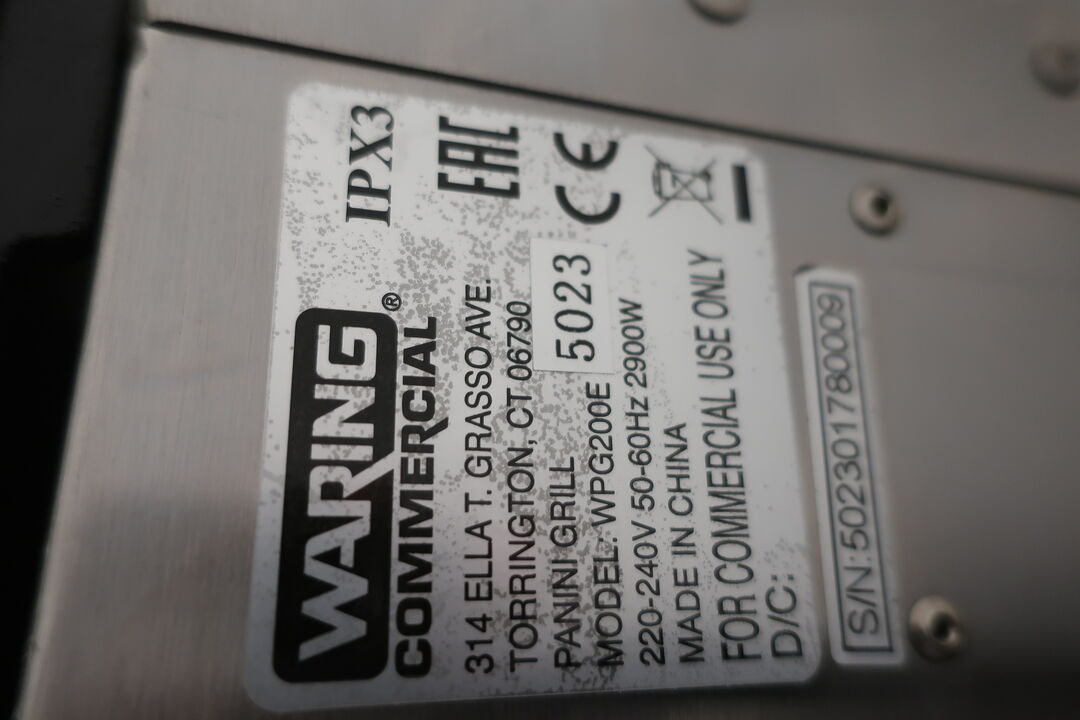 WARING
COMMERCIAL®
IPX3
EAC
CE
314 ELLA T. GRASSO AVE.
TORRINGTON, CT 06790
PANINI GRILL
MODEL: WPG200E
5023
220-240V 50-60Hz 2900W
MADE IN CHINA
FOR COMMERCIAL USE ONLY
D/C:
S/N:502301780009